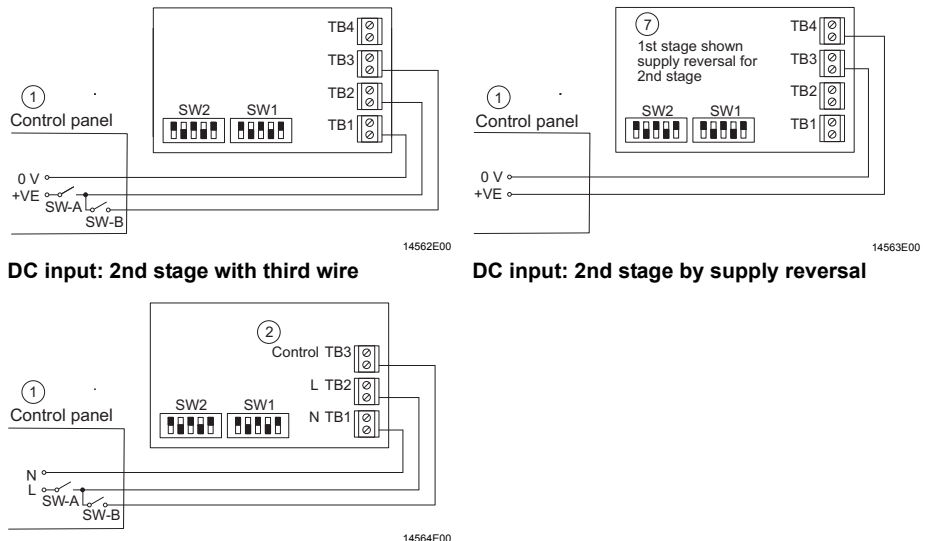 TB4
TB3
TB2
TB1
1
Control panel
SW2 SW1
0 V
+VE
SW-A
SW-B
14562E00
DC input: 2nd stage with third wire
7
1st stage shown
supply reversal for
2nd stage
TB4
TB3
TB2
TB1
1
Control panel
SW2 SW1
0 V
+VE
14563E00
DC input: 2nd stage by supply reversal
2
Control TB3
L TB2
N TB1
1
Control panel
SW2 SW1
N
L
SW-A
SW-B
14564E00